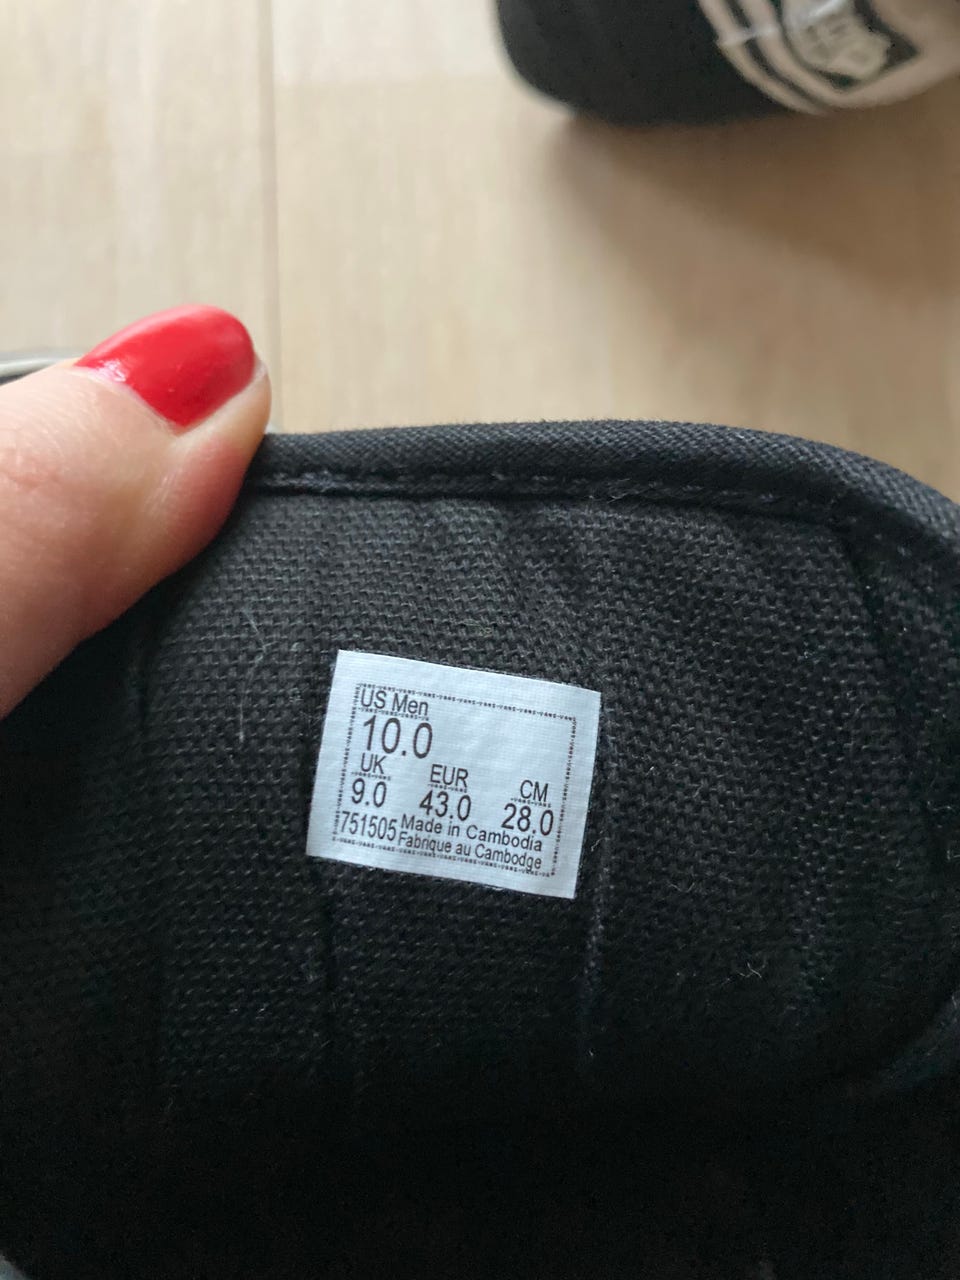 US Men
10.0
UK EUR CM
9.0 43.0 28.0
751505 Made in Cambodia
Fabrique au Cambodge